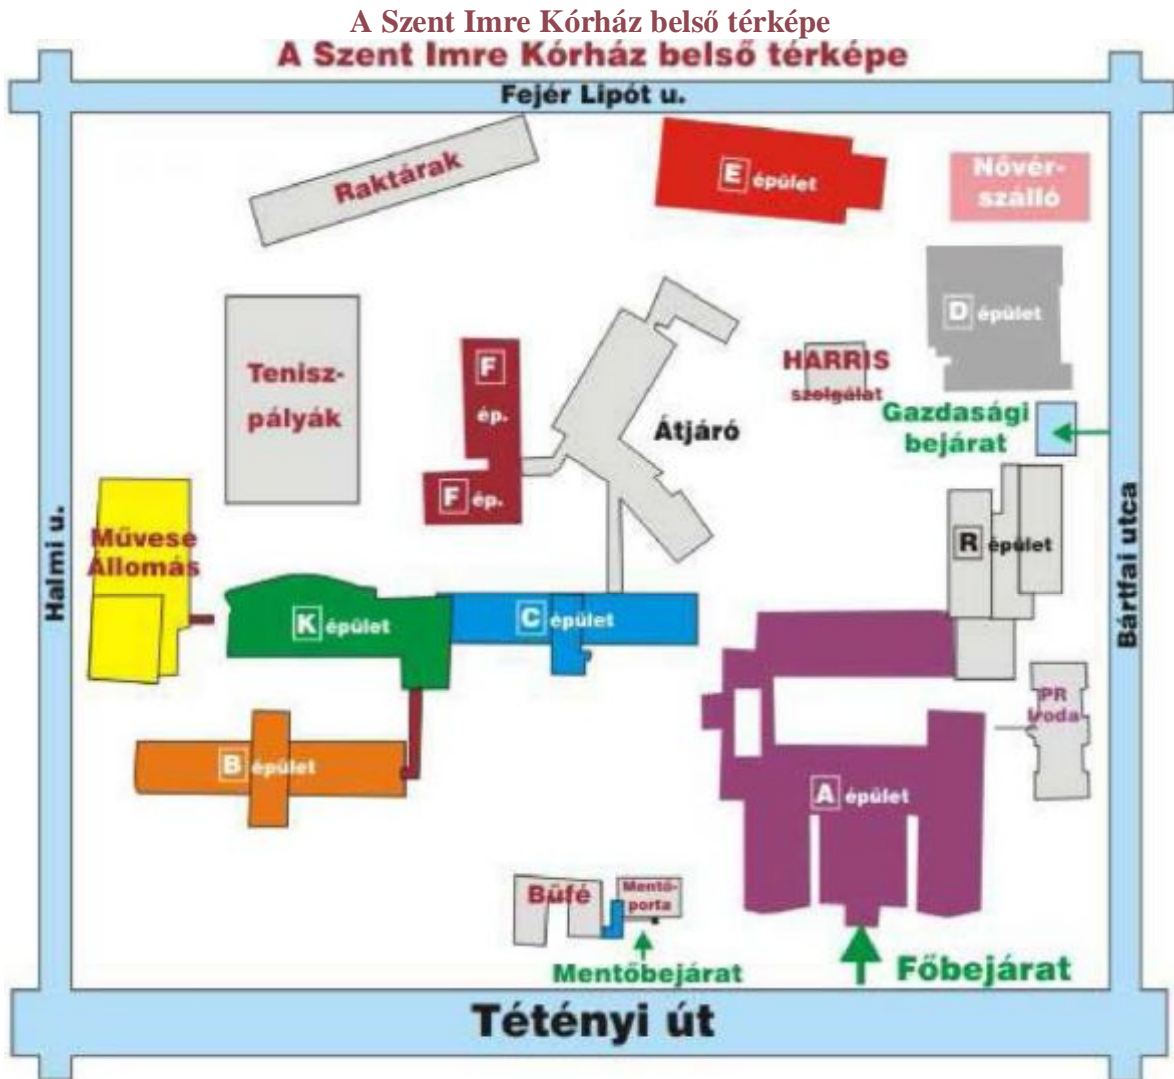 A Szent Imre Kórház belső térképe
A Szent Imre Kórház belső térképe
Fejér Lipót u.
Raktárak
E épület
Nővér-
szálló
D épület
HARRIS
szolgálat
Gazdasági
bejárat
Tenisz-
pályák
F
ép.
F ép.
Átjáró
Halmi u.
Művese
Állomás
R épület
Bártfai utca
K épület
C épület
PR
Iroda
B épület
A épület
Büfé
Mentő-
porta
Mentőbejárat
Főbejárat
Tétényi út